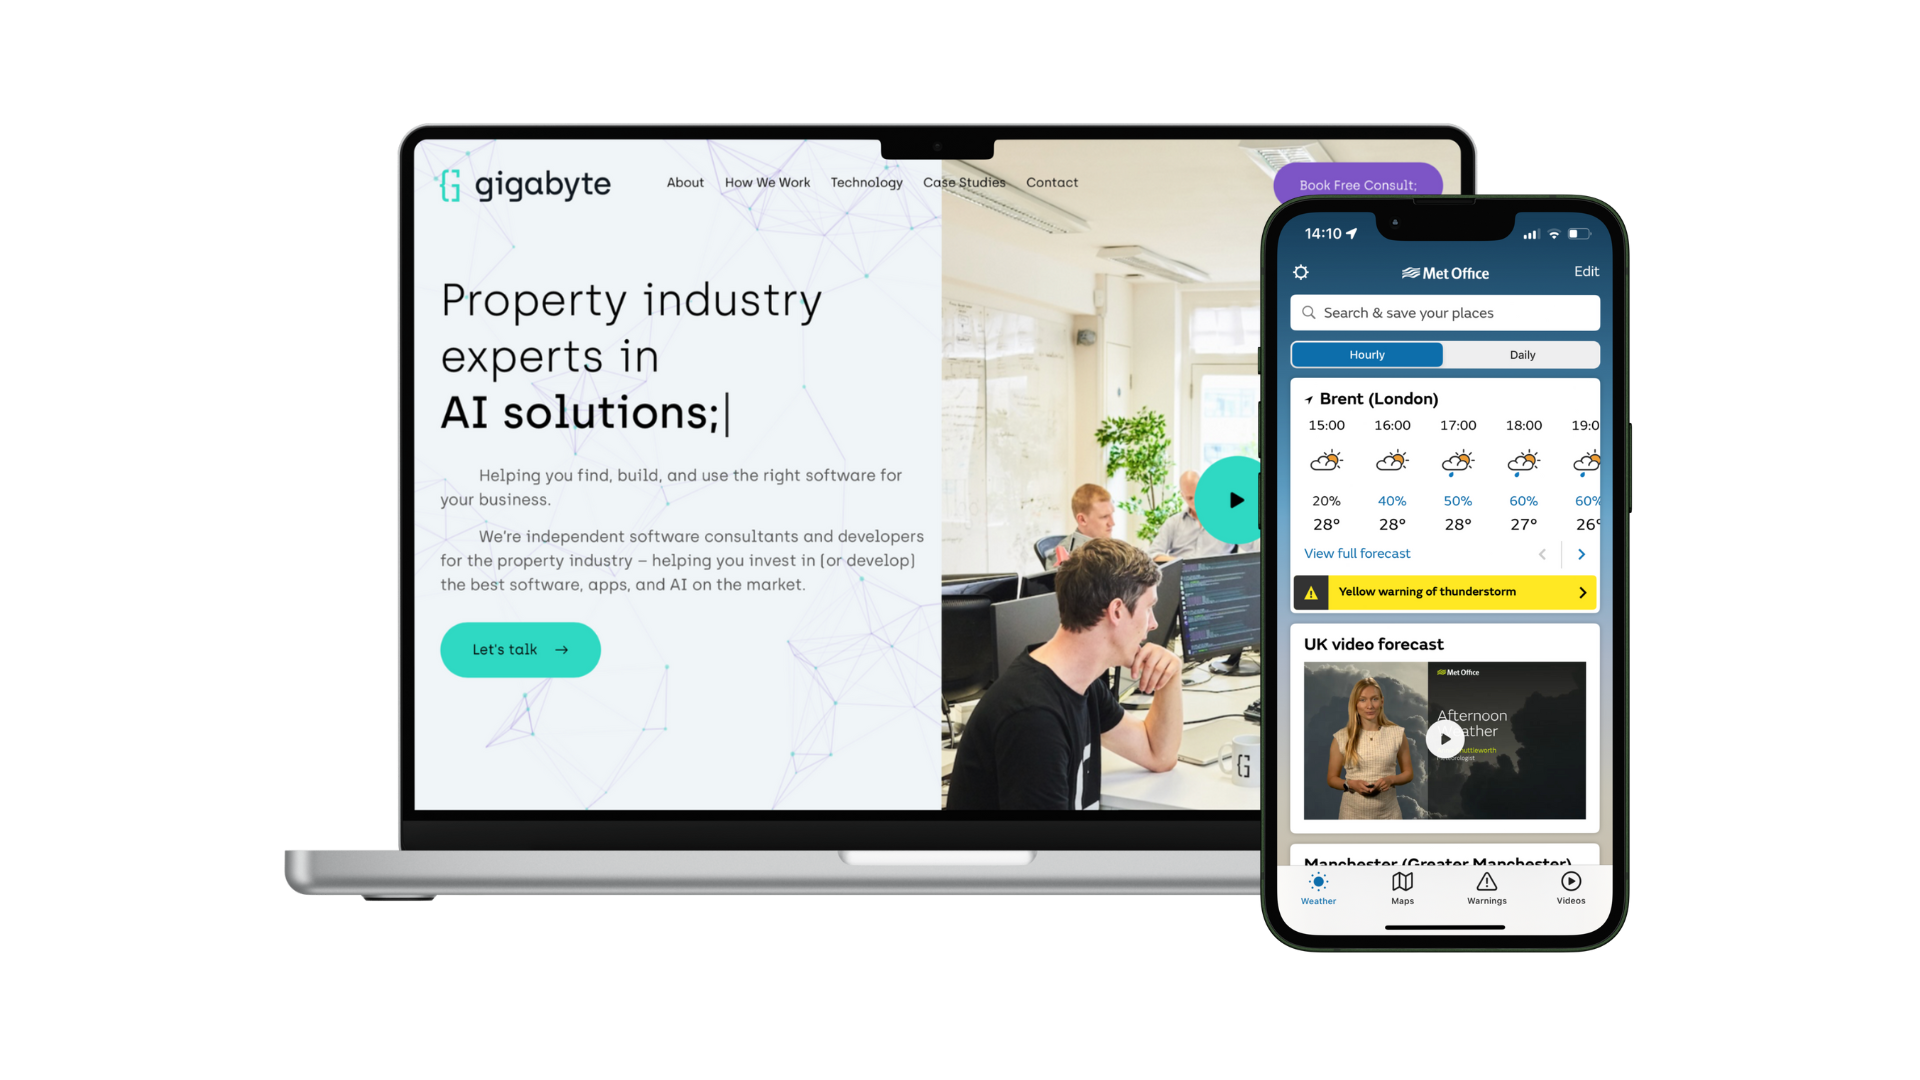 gigabyte
About
How We Work
Technology
Case Studies
Contact
Book Free Consult;
Property industry
experts in
AI solutions;
Helping you find, build, and use the right software for
your business.
We're independent software consultants and developers
for the property industry – helping you invest in [or develop]
the best software, apps, and AI on the market.
Let's talk →
14:10
Met Office
Edit
Search & save your places
Hourly
Daily
Brent (London)
15:00 16:00 17:00 18:00 19:0
20% 40% 50% 60% 60%
28° 28° 28° 27° 26°
View full forecast
Yellow warning of thunderstorm
UK video forecast
Met Office
Afternoon
Manchester (Greater Manchester)
Weather
Maps
Warnings
Videos